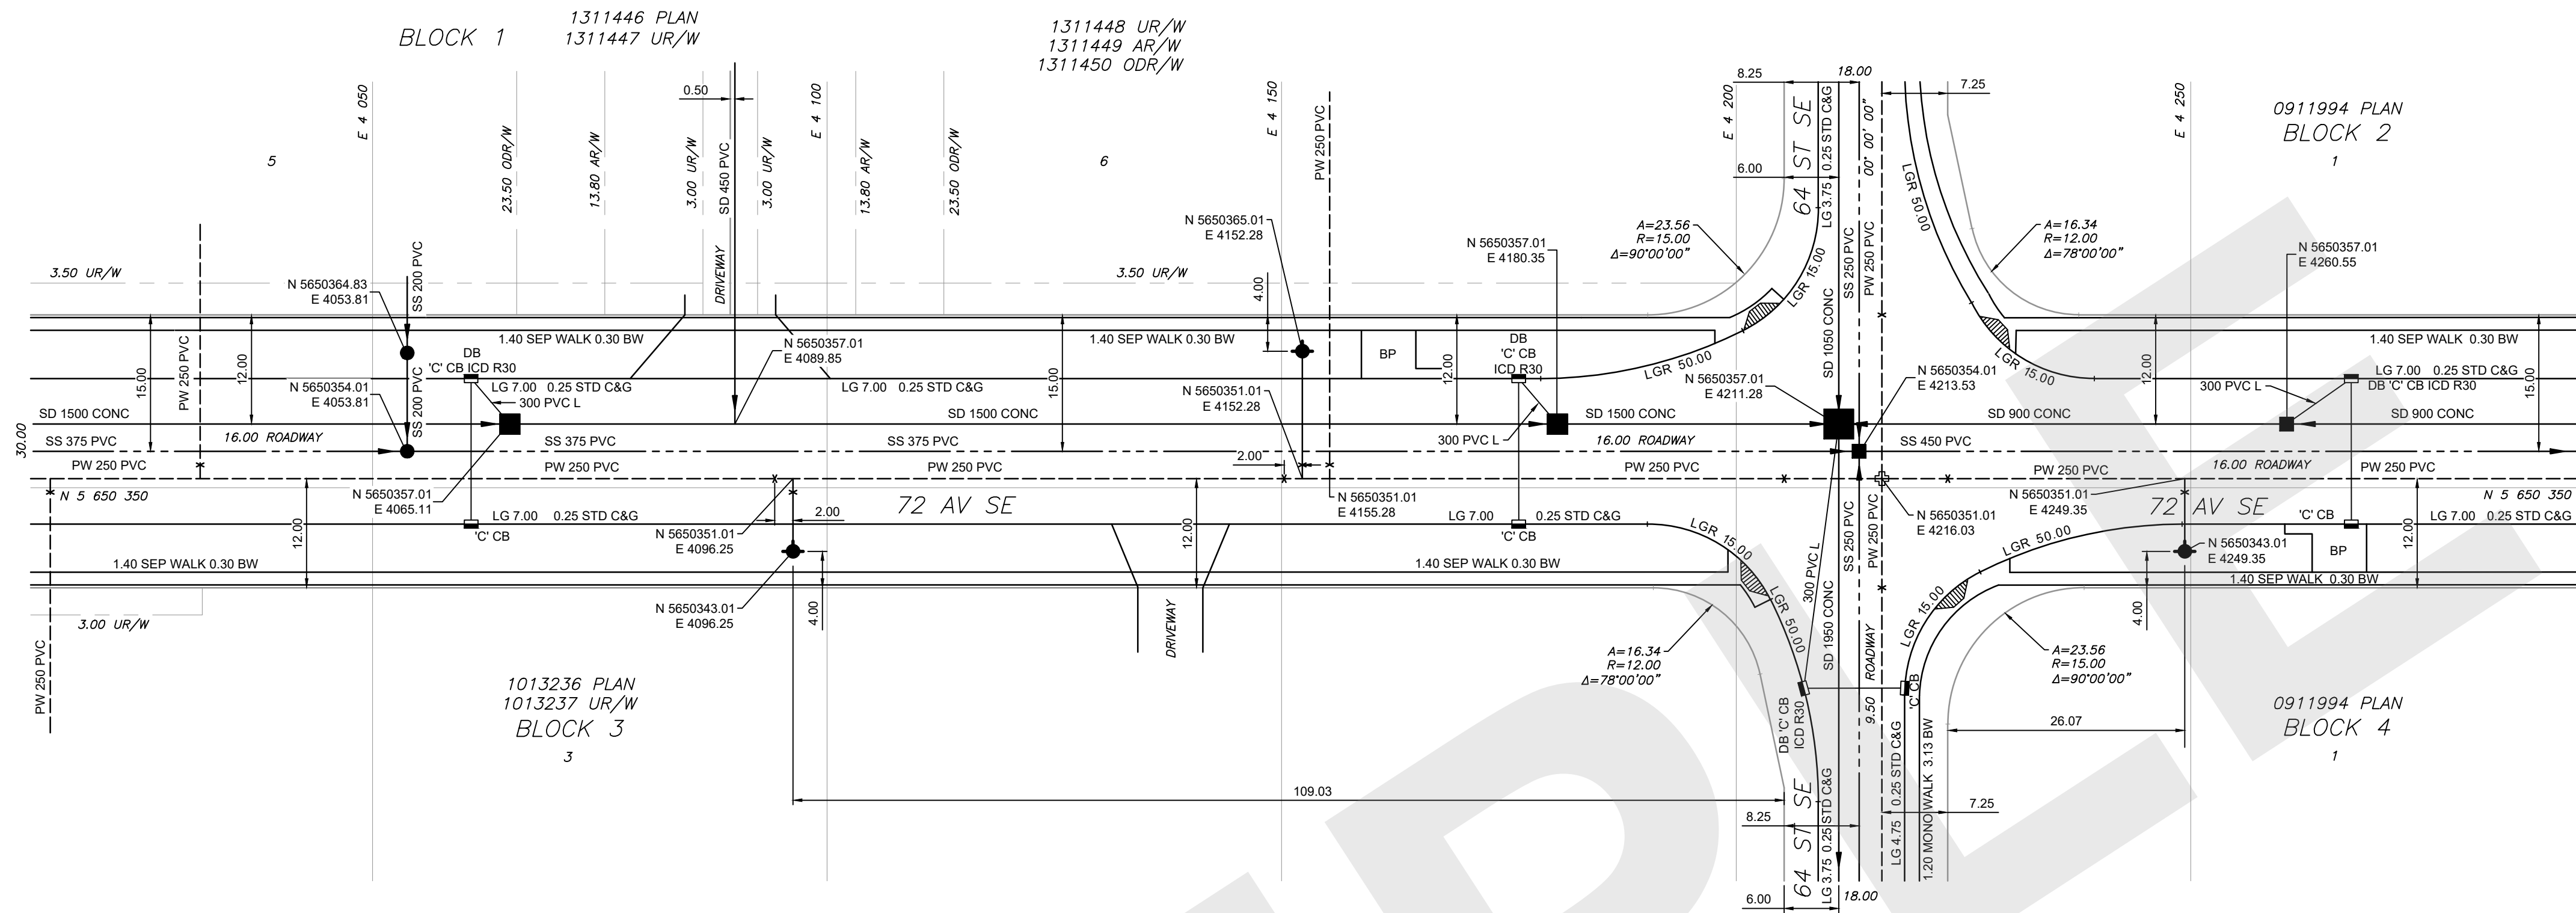 BLOCK 1
1311446 PLAN
1311447 UR/W
1311448 UR/W
1311449 AR/W
1311450 ODR/W
0911994 PLAN
BLOCK 2
1
5
6
E 4 050
E 4 100
E 4 150
E 4 200
E 4 250
23.50 ODR/W
13.80 AR/W
3.00 UR/W
0.50
SD 450 PVC
3.00 UR/W
13.80 AR/W
23.50 ODR/W
DRIVEWAY
PW 250 PVC
8.25
18.00
7.25
6.00
64 ST SE
LG 3.75 0.25 STD C&G
00° 00' 00"
SD 1050 CONC
SS 250 PVC
PW 250 PVC
LGR 50.00
LGR 15.00
A=23.56
R=15.00
Δ=90°00'00"
A=16.34
R=12.00
Δ=78°00'00"
3.50 UR/W
3.50 UR/W
N 5650364.83
E 4053.81
SS 200 PVC
N 5650365.01
E 4152.28
4.00
N 5650357.01
E 4180.35
N 5650357.01
E 4260.55
15.00
PW 250 PVC
12.00
1.40 SEP WALK 0.30 BW
DB
'C' CB ICD R30
N 5650357.01
E 4089.85
15.00
1.40 SEP WALK 0.30 BW
BP
DB
'C' CB
ICD R30
12.00
LGR 50.00
LGR 15.00
12.00
1.40 SEP WALK 0.30 BW
15.00
N 5650354.01
E 4053.81
SS 200 PVC
LG 7.00 0.25 STD C&G
300 PVC L
LG 7.00 0.25 STD C&G
N 5650351.01
E 4152.28
N 5650357.01
E 4211.28
N 5650354.01
E 4213.53
300 PVC L
LG 7.00 0.25 STD C&G
DB 'C' CB ICD R30
SD 1500 CONC
SD 1500 CONC
SD 1500 CONC
SD 900 CONC
SD 900 CONC
30.00
SS 375 PVC
16.00 ROADWAY
SS 375 PVC
SS 375 PVC
300 PVC L
16.00 ROADWAY
SS 450 PVC
2.00
PW 250 PVC
PW 250 PVC
PW 250 PVC
PW 250 PVC
PW 250 PVC
16.00 ROADWAY
PW 250 PVC
N 5 650 350
N 5650357.01
E 4065.11
2.00
72 AV SE
N 5650351.01
E 4155.28
N 5650351.01
E 4249.35
72 AV SE
N 5 650 350
12.00
LG 7.00 0.25 STD C&G
'C' CB
N 5650351.01
E 4096.25
12.00
LG 7.00 0.25 STD C&G
'C' CB
LGR 15.00
N 5650351.01
E 4216.03
LGR 50.00
'C' CB
LG 7.00 0.25 STD C&G
12.00
1.40 SEP WALK 0.30 BW
1.40 SEP WALK 0.30 BW
N 5650343.01
E 4249.35
BP
1.40 SEP WALK 0.30 BW
3.00 UR/W
PW 250 PVC
N 5650343.01
E 4096.25
4.00
DRIVEWAY
LGR 50.00
300 PVC L
SD 1950 CONC
SS 250 PVC
PW 250 PVC
9.50 ROADWAY
LGR 15.00
4.00
A=16.34
R=12.00
Δ=78°00'00"
A=23.56
R=15.00
Δ=90°00'00"
1013236 PLAN
1013237 UR/W
BLOCK 3
3
DB 'C' CB
ICD R30
'C' CB
26.07
0911994 PLAN
BLOCK 4
1
109.03
8.25
7.25
64 ST SE
LG 3.75 0.25 STD C&G
LG 4.75 0.25 STD C&G
1.20 MONO WALK 3.13 BW
6.00
18.00